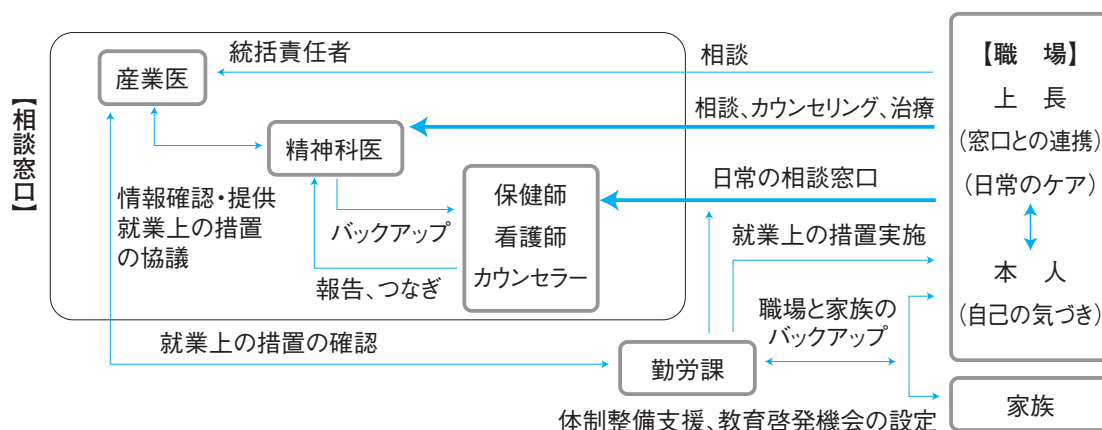 【相談窓口】
産業医
統括責任者
相談
精神科医
相談、カウンセリング、治療
保健師
看護師
カウンセラー
日常の相談窓口
バックアップ
報告、つなぎ
情報確認・提供
就業上の措置
の協議
就業上の措置の確認
勤労課
就業上の措置実施
職場と家族の
バックアップ
体制整備支援、教育啓発機会の設定
【職　場】
上　長
(窓口との連携)
(日常のケア)
本　人
(自己の気づき)
家族